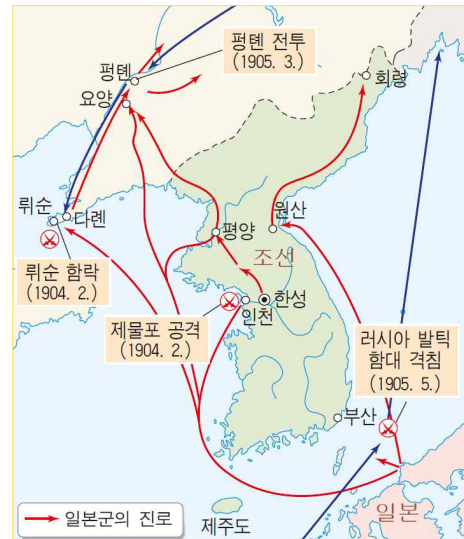 펑톈 전투
(1905. 3.)
펑톈
요양
회령
뤼순
다롄
뤼순 함락
(1904. 2.)
평양
원산
조선
제물포 공격
(1904. 2.)
인천
한성
러시아 발틱
함대 격침
(1905. 5.)
부산
제주도
일본
일본군의 진로